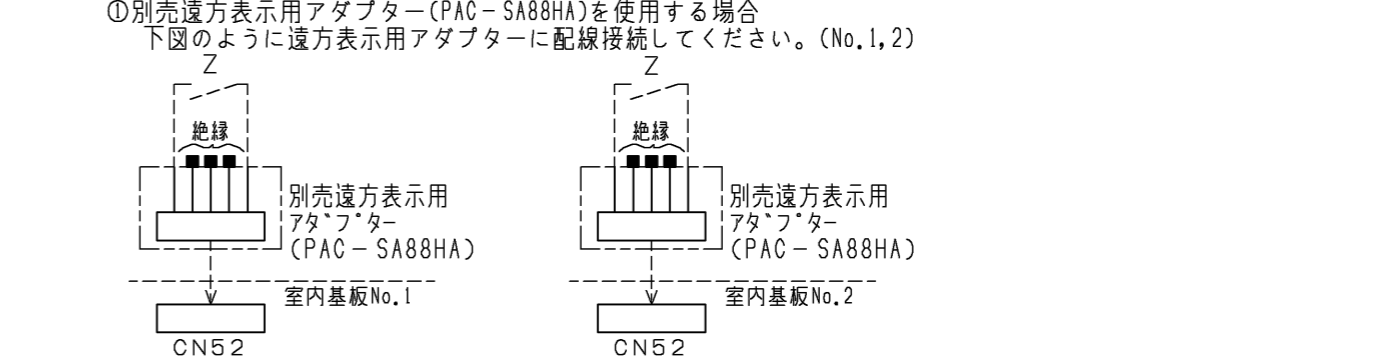 ①別売遠方表示用アダプター(PAC－SA88HA)を使用する場合
下図のように遠方表示用アダプターに配線接続してください。(No.1,2)
Z
絶縁
別売遠方表示用
ｱﾀﾞﾌﾟﾀｰ
(PAC－SA88HA)
室内基板No.1
CN52
Z
絶縁
別売遠方表示用
ｱﾀﾞﾌﾟﾀｰ
(PAC－SA88HA)
室内基板No.2
CN52